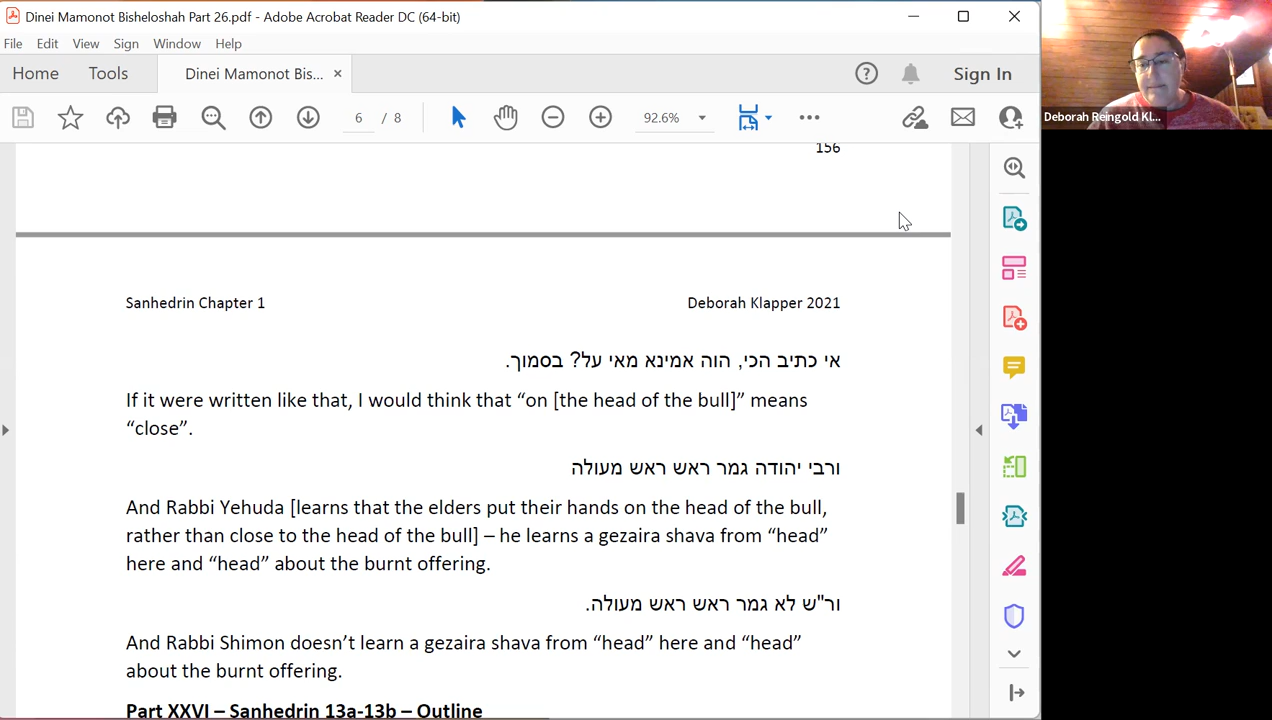 Dinei Mamonot Bisheloshah Part 26.pdf - Adobe Acrobat Reader DC (64-bit)
File Edit View Sign Window Help
Home Tools Dinei Mamonot Bis... × Sign In
6 / 8 92.6%
Deborah Reingold Kl...
156
Sanhedrin Chapter 1 Deborah Klapper 2021
אי כתיב הכי, הוה אמינא מאי על? בסמוך.
If it were written like that, I would think that “on [the head of the bull]” means
“close”.
ורבי יהודה גמר ראש ראש מעולה
And Rabbi Yehuda [learns that the elders put their hands on the head of the bull,
rather than close to the head of the bull] – he learns a gezaira shava from “head”
here and “head” about the burnt offering.
ור"ש לא גמר ראש ראש מעולה.
And Rabbi Shimon doesn’t learn a gezaira shava from “head” here and “head”
about the burnt offering.
Part XXVI – Sanhedrin 13a-13b – Outline